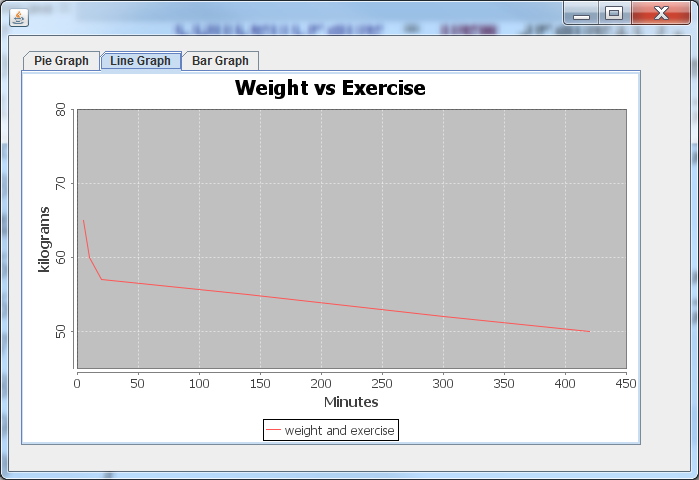 Pie Graph Line Graph Bar Graph
Weight vs Exercise
80
70
60
50
kilograms
0 50 100 150 200 250 300 350 400 450
Minutes
weight and exercise